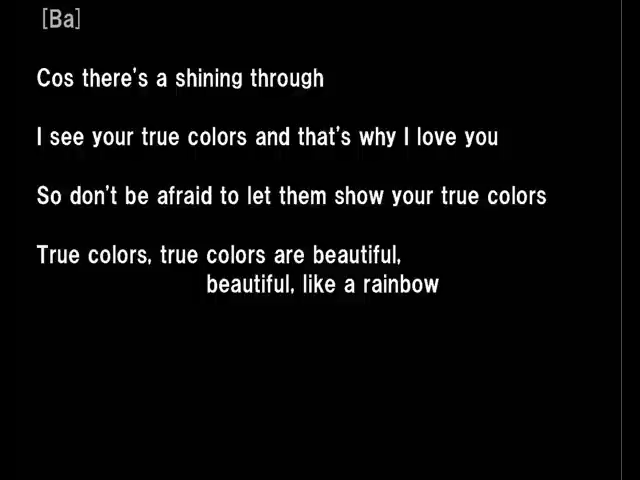 [Ba]
Cos there's a shining through
I see your true colors and that's why I love you
So don't be afraid to let them show your true colors
True colors, true colors are beautiful,
beautiful, like a rainbow